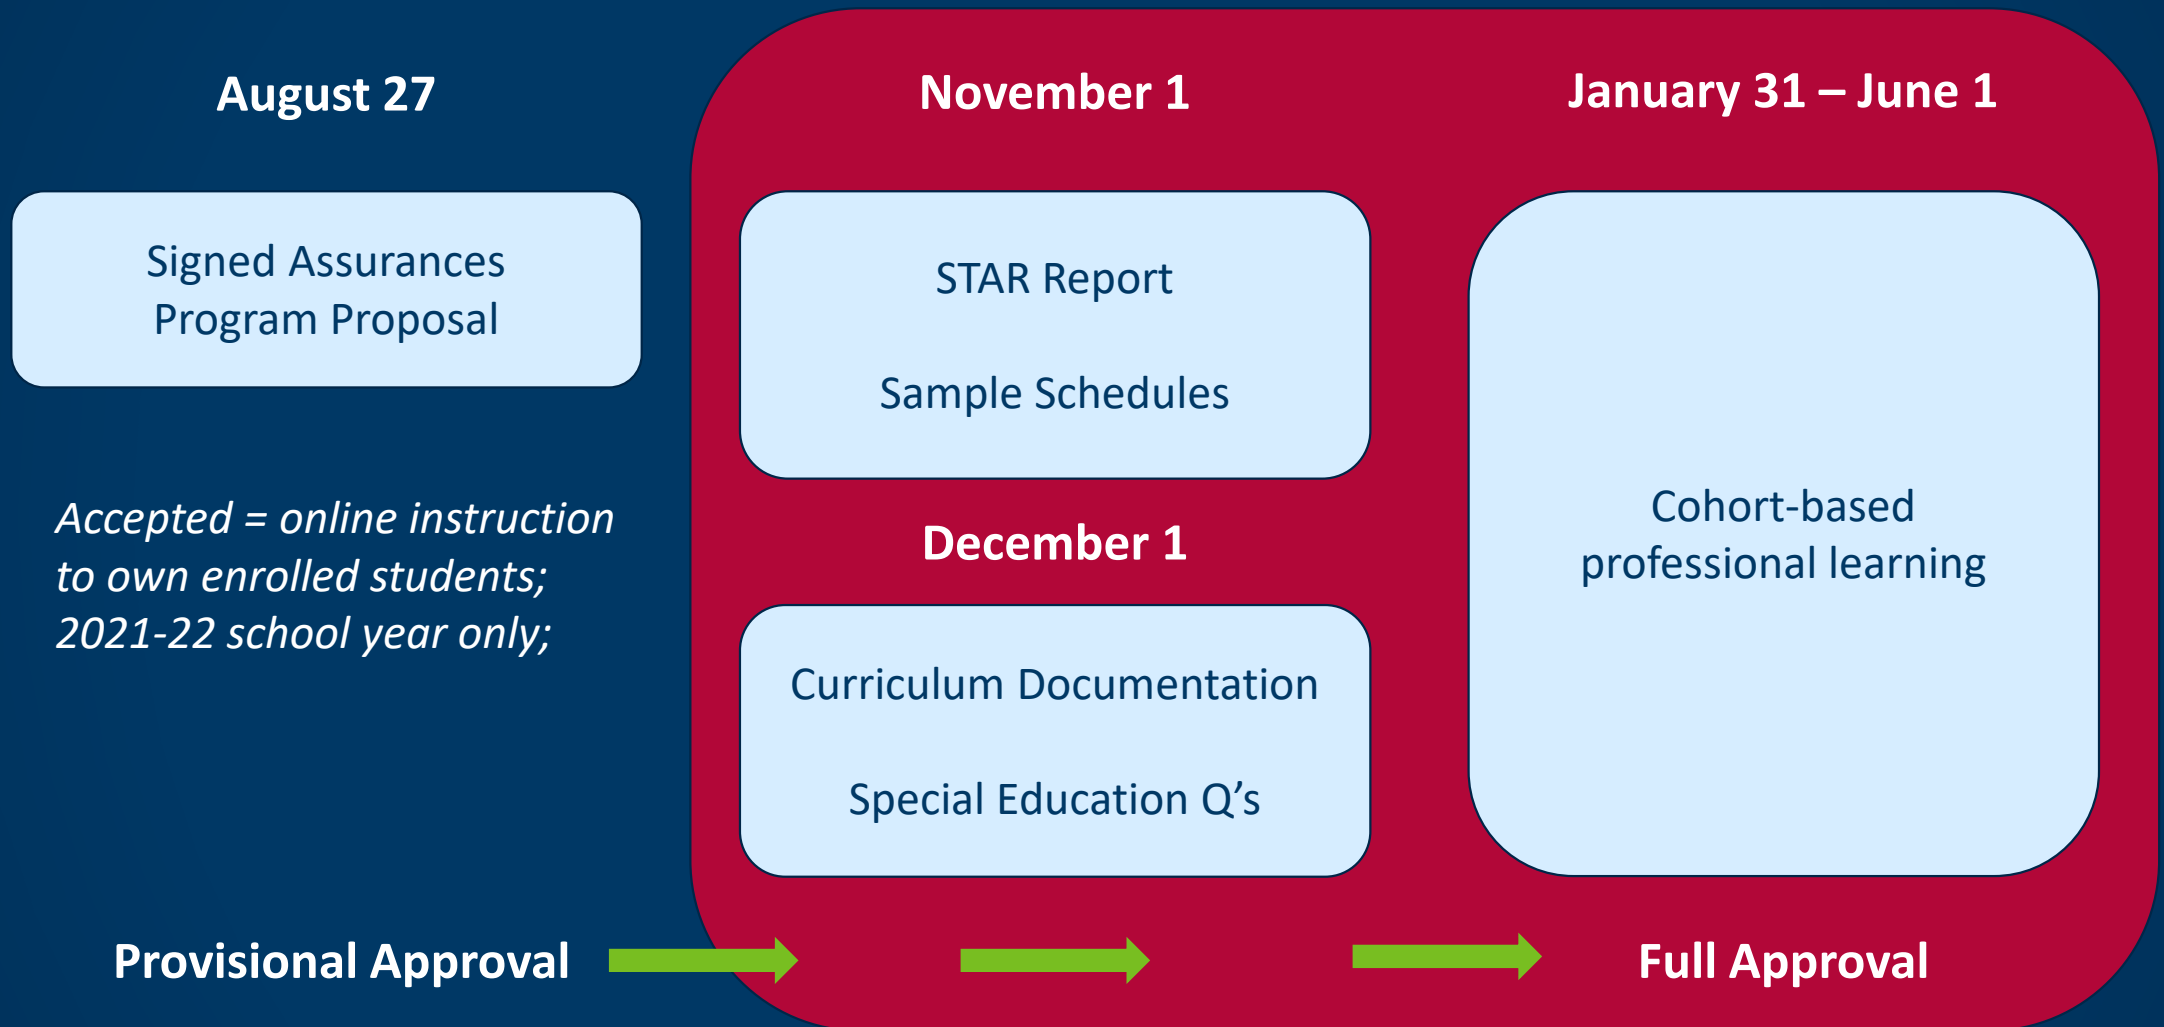 August 27
Signed Assurances
Program Proposal
Accepted = online instruction
to own enrolled students;
2021-22 school year only;
Provisional Approval
November 1
STAR Report
Sample Schedules
December 1
Curriculum Documentation
Special Education Q’s
January 31 – June 1
Cohort-based
professional learning
Full Approval